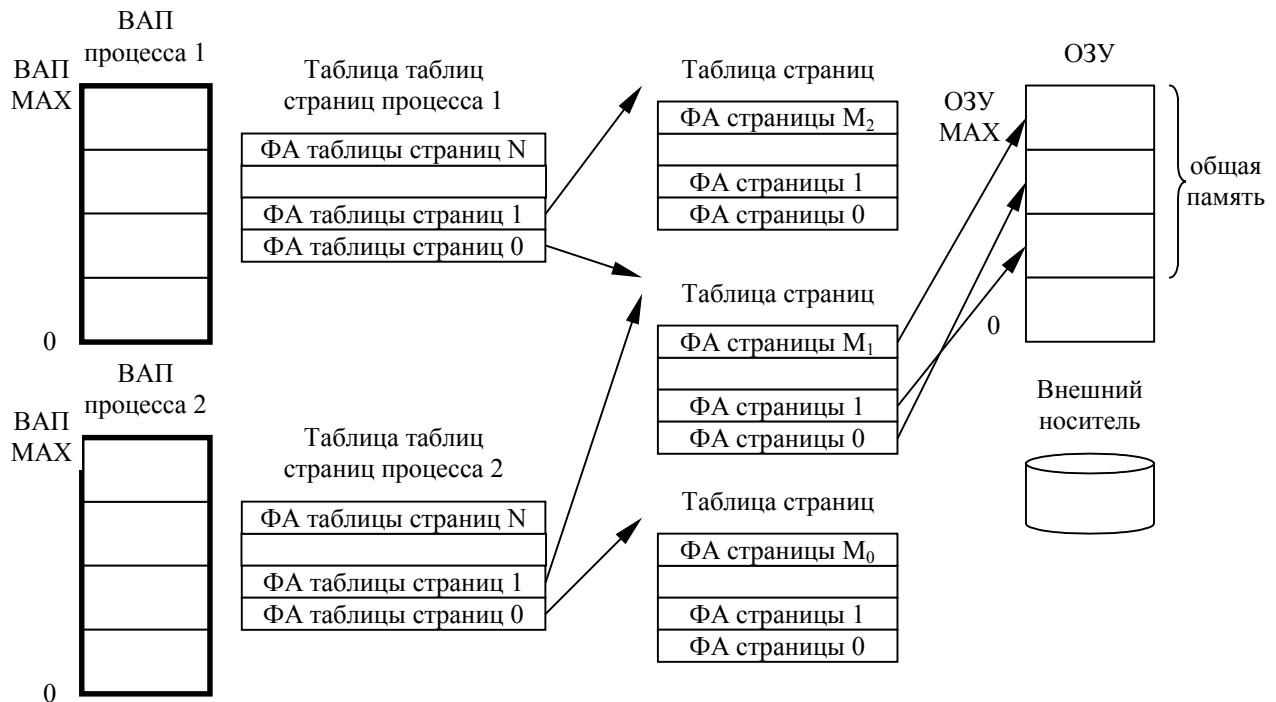 ВАП
процесса 1
ВАП
MAX
0
Таблица таблиц
страниц процесса 1
ФА таблицы страниц N
ФА таблицы страниц 1
ФА таблицы страниц 0
Таблица страниц
ФА страницы M₂
ФА страницы 1
ФА страницы 0
ОЗУ
ОЗУ
MAX
0
общая
память
Таблица страниц
ФА страницы M₁
ФА страницы 1
ФА страницы 0
Внешний
носитель
ВАП
процесса 2
ВАП
MAX
0
Таблица таблиц
страниц процесса 2
ФА таблицы страниц N
ФА таблицы страниц 1
ФА таблицы страниц 0
Таблица страниц
ФА страницы M₀
ФА страницы 1
ФА страницы 0